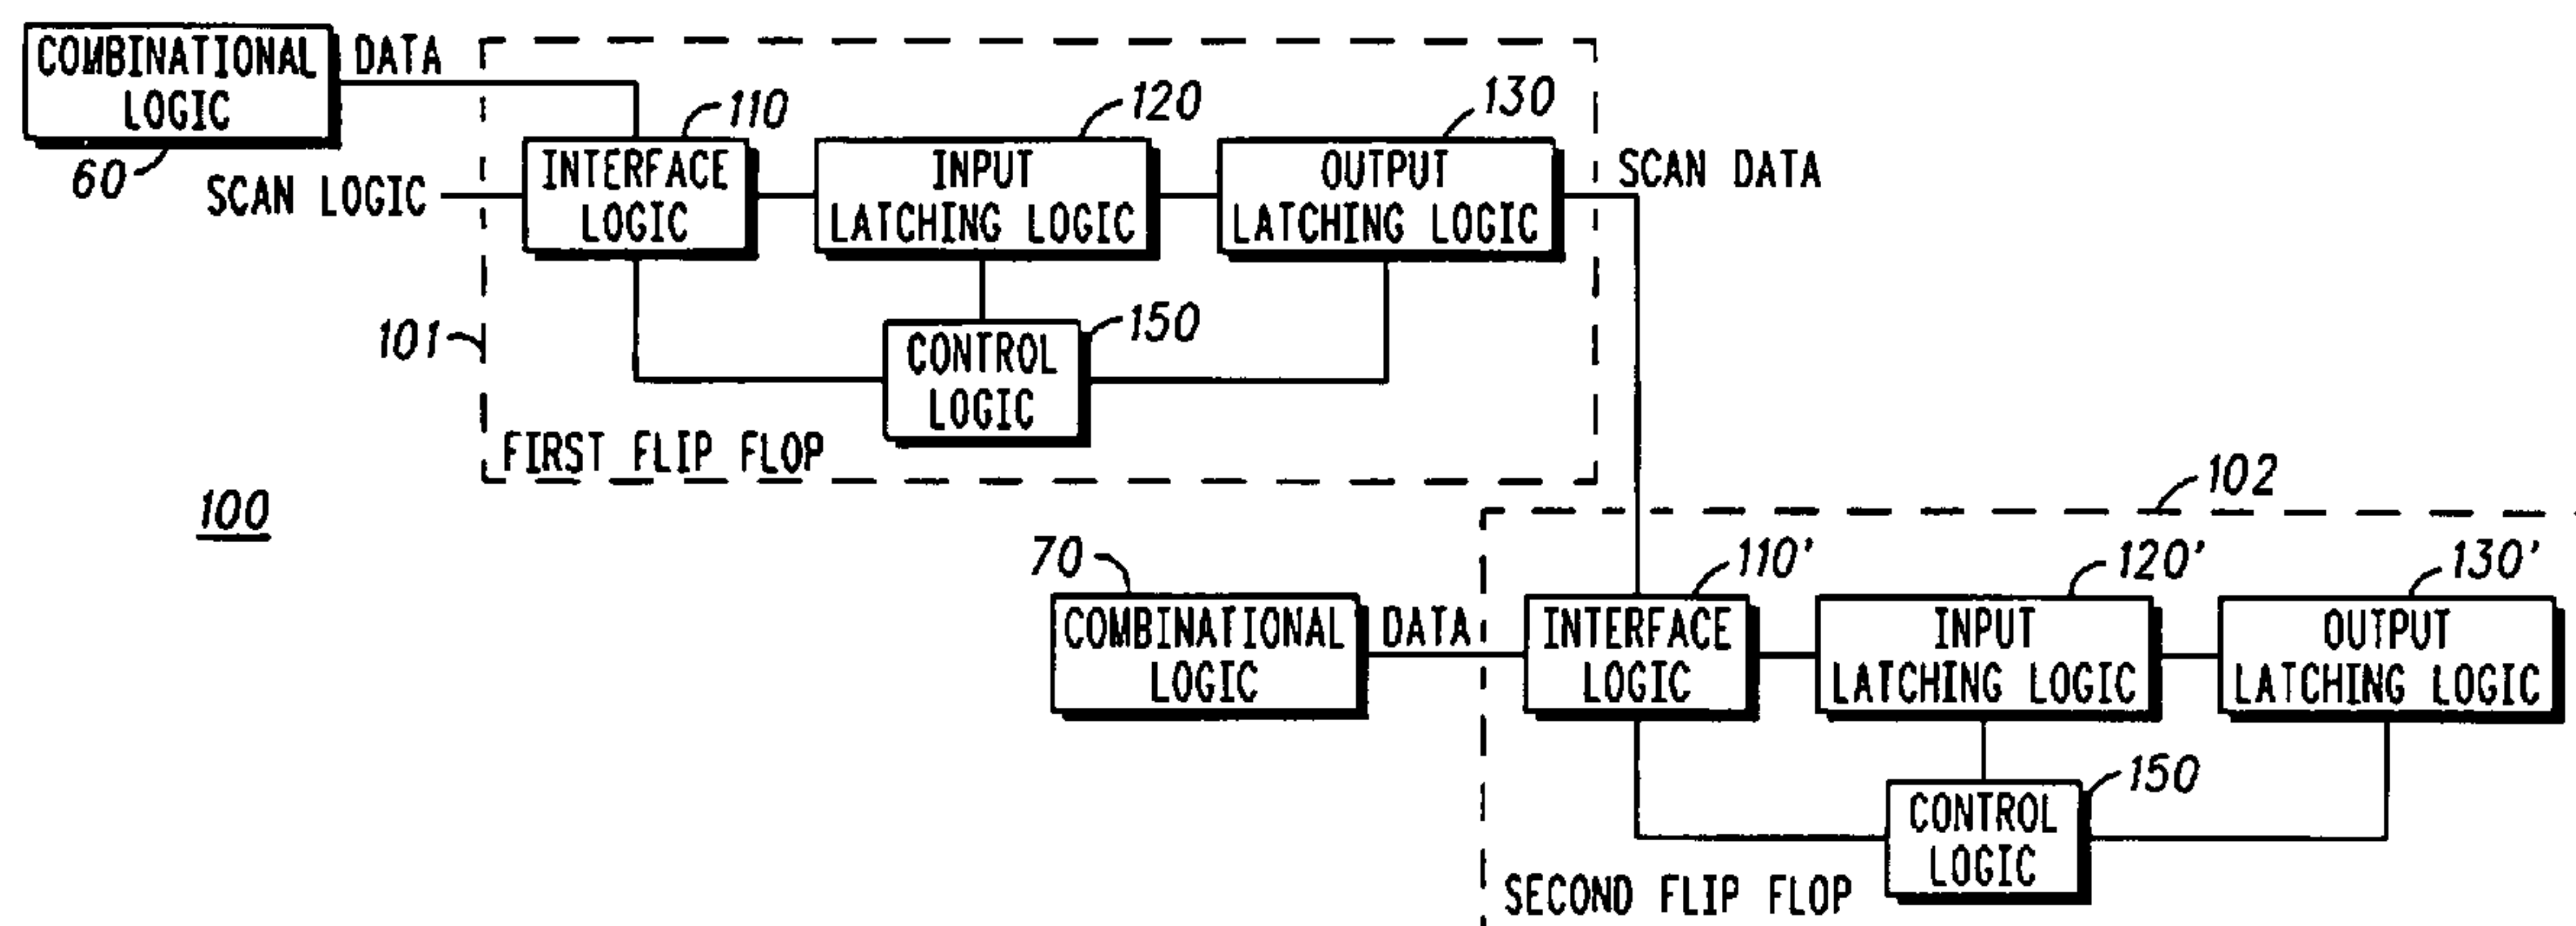 COMBINATIONAL
LOGIC
DATA
60
SCAN LOGIC
110
INTERFACE
LOGIC
120
INPUT
LATCHING LOGIC
130
OUTPUT
LATCHING LOGIC
SCAN DATA
101
150
CONTROL
LOGIC
FIRST FLIP FLOP
100
102
70
COMBINATIONAL
LOGIC
DATA
110'
INTERFACE
LOGIC
120'
INPUT
LATCHING LOGIC
130'
OUTPUT
LATCHING LOGIC
150
CONTROL
LOGIC
SECOND FLIP FLOP